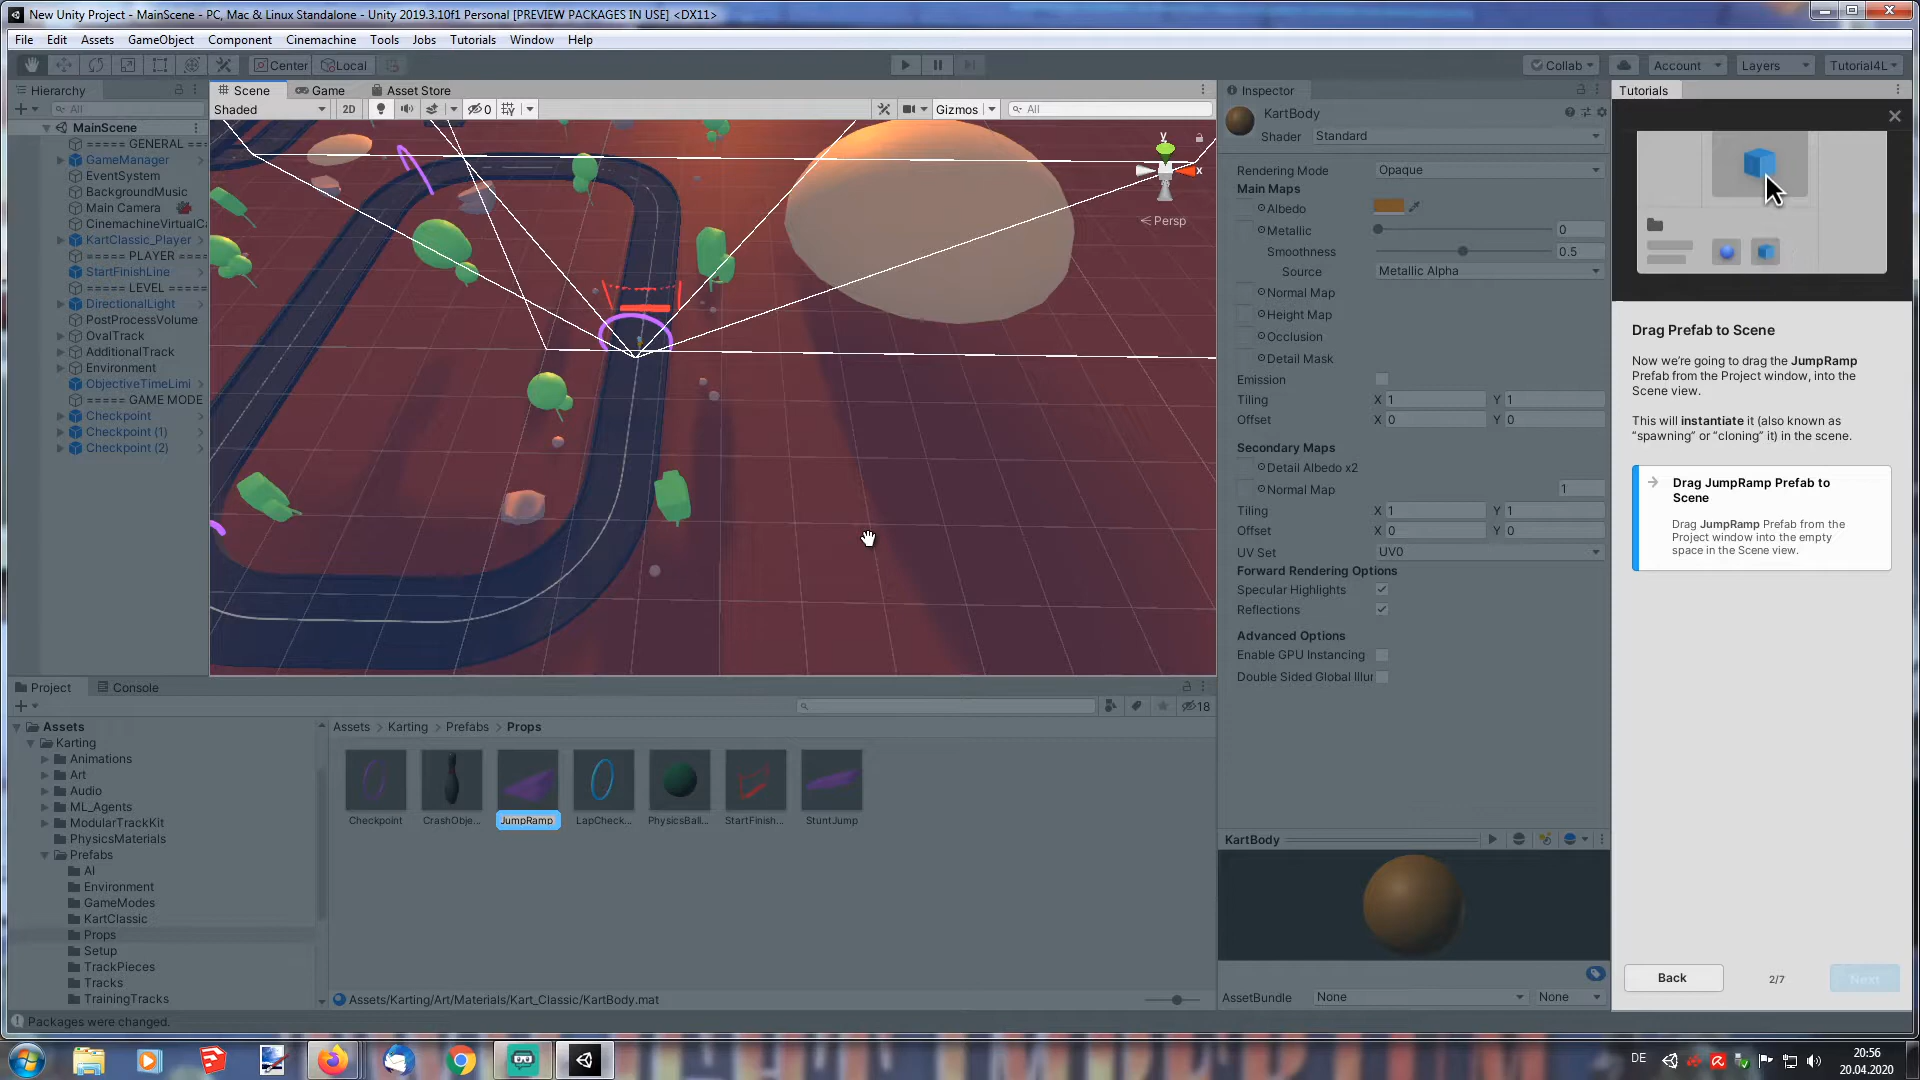 New Unity Project - MainScene - PC, Mac & Linux Standalone - Unity 2019.3.10f1 Personal [PREVIEW PACKAGES IN USE] <DX11>
File Edit Assets GameObject Component Cinemachine Tools Jobs Tutorials Window Help
Center Local Collab Account Layers Tutorial4L
Hierarchy
All
MainScene
===== GENERAL ====
GameManager
EventSystem
BackgroundMusic
Main Camera
CinemachineVirtualCa
KartClassic_Player
===== PLAYER ====
StartFinishLine
===== LEVEL =====
DirectionalLight
PostProcessVolume
OvalTrack
AdditionalTrack
Environment
ObjectiveTimeLimi
===== GAME MODE
Checkpoint
Checkpoint (1)
Checkpoint (2)
Scene Game Asset Store
Shaded 2D 0 Gizmos All
y
x
Persp
Inspector
KartBody
Shader Standard
Rendering Mode Opaque
Main Maps
Albedo
Metallic 0
Smoothness 0.5
Source Metallic Alpha
Normal Map
Height Map
Occlusion
Detail Mask
Emission
Tiling X 1 Y 1
Offset X 0 Y 0
Secondary Maps
Detail Albedo x2
Normal Map 1
Tiling X 1 Y 1
Offset X 0 Y 0
UV Set UV0
Forward Rendering Options
Specular Highlights
Reflections
Advanced Options
Enable GPU Instancing
Double Sided Global Illur
KartBody
AssetBundle None None
Tutorials
Drag Prefab to Scene
Now we're going to drag the JumpRamp
Prefab from the Project window, into the
Scene view.
This will instantiate it (also known as
"spawning" or "cloning" it) in the scene.
Drag JumpRamp Prefab to
Scene
Drag JumpRamp Prefab from the
Project window into the empty
space in the Scene view.
Back 2/7 Next
Project Console
18
Assets
Karting
Animations
Art
Audio
ML_Agents
ModularTrackKit
PhysicsMaterials
Prefabs
AI
Environment
GameModes
KartClassic
Props
Setup
TrackPieces
Tracks
TrainingTracks
Assets > Karting > Prefabs > Props
Checkpoint CrashObje... JumpRamp LapCheck... PhysicsBall... StartFinish... StuntJump
Assets/Karting/Art/Materials/Kart_Classic/KartBody.mat
Packages were changed.
DE
20:56
20.04.2020